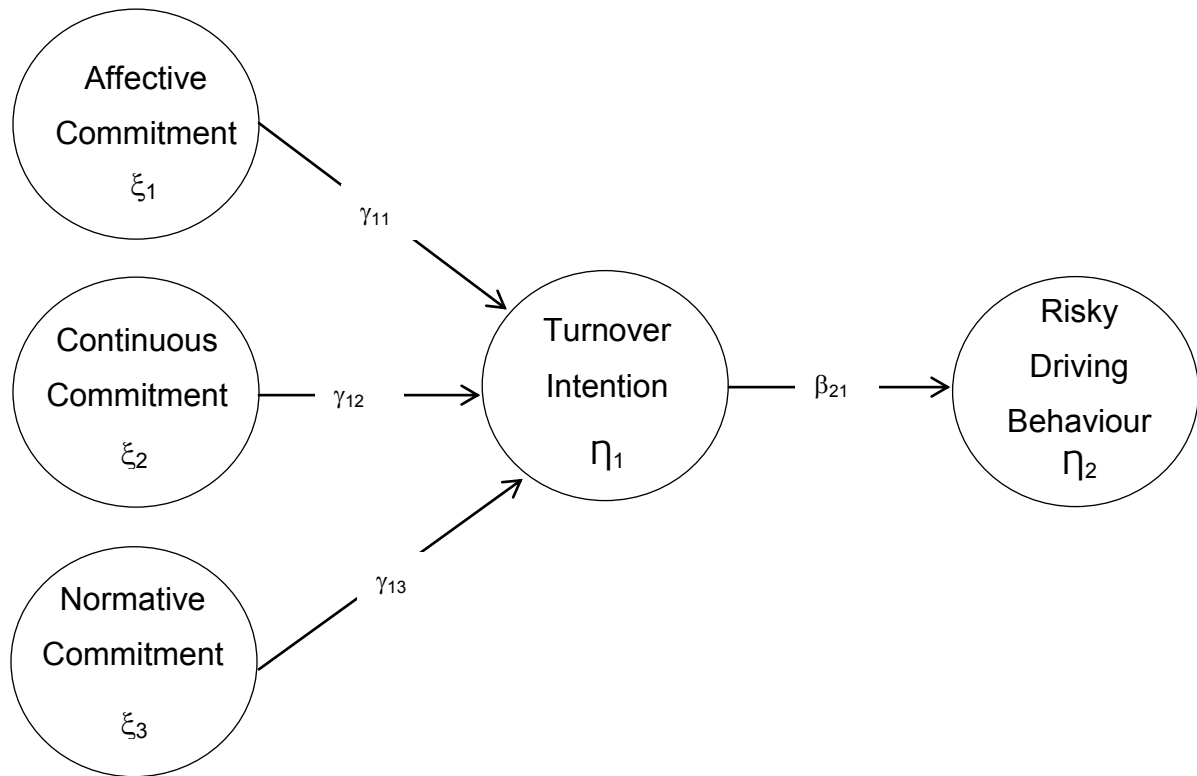 Affective
Commitment
ξ1
γ11
Continuous
Commitment
ξ2
γ12
Normative
Commitment
ξ3
γ13
Turnover
Intention
η1
β21
Risky
Driving
Behaviour
η2